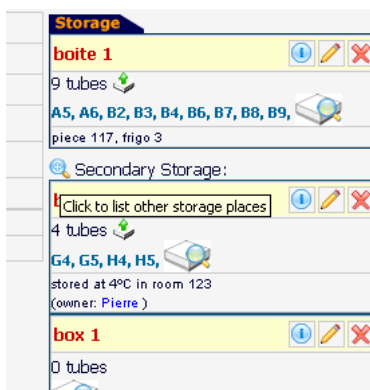 Storage
boite 1
9 tubes
A5, A6, B2, B3, B4, B6, B7, B8, B9,
piece 117, frigo 3
Secondary Storage:
Click to list other storage places
4 tubes
G4, G5, H4, H5,
stored at 4ºC in room 123
(owner: Pierre )
box 1
0 tubes